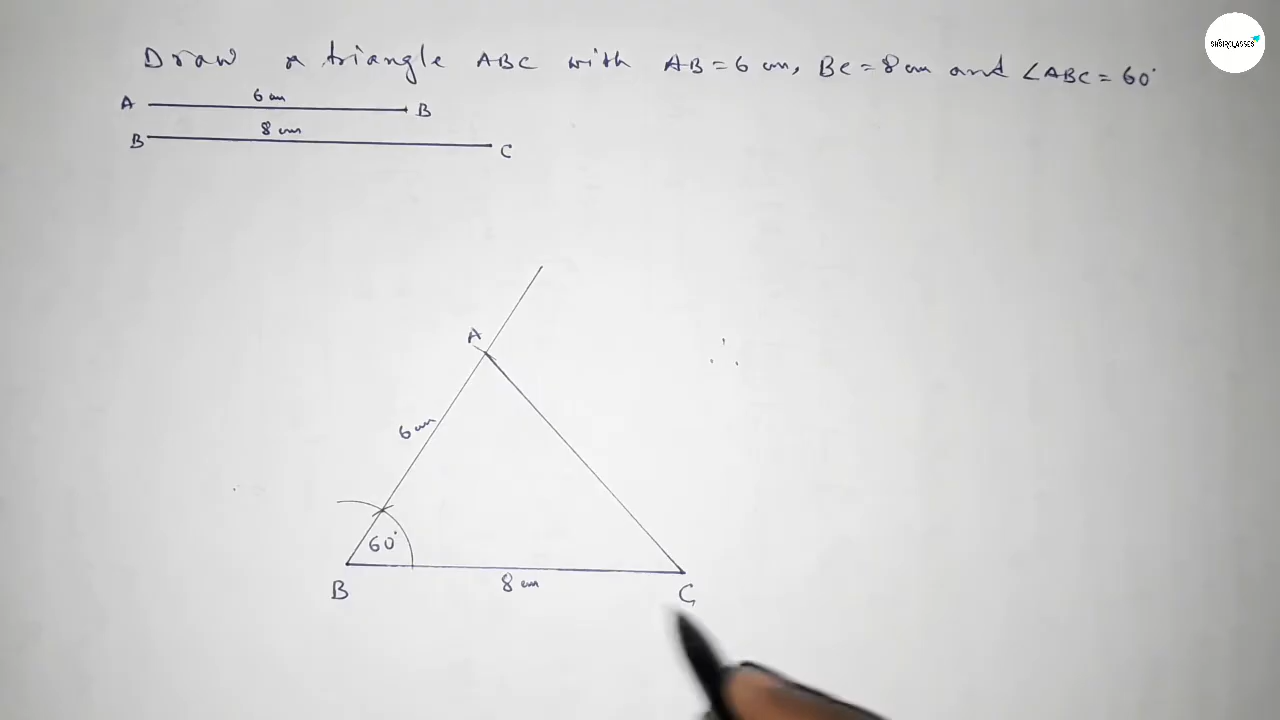 Draw a triangle ABC with AB = 6 cm, BC = 8 cm and ∠ABC = 60°
A 6 cm B
B 8 cm C
A
6 cm
60°
B 8 cm C
SHSIRCLASSES